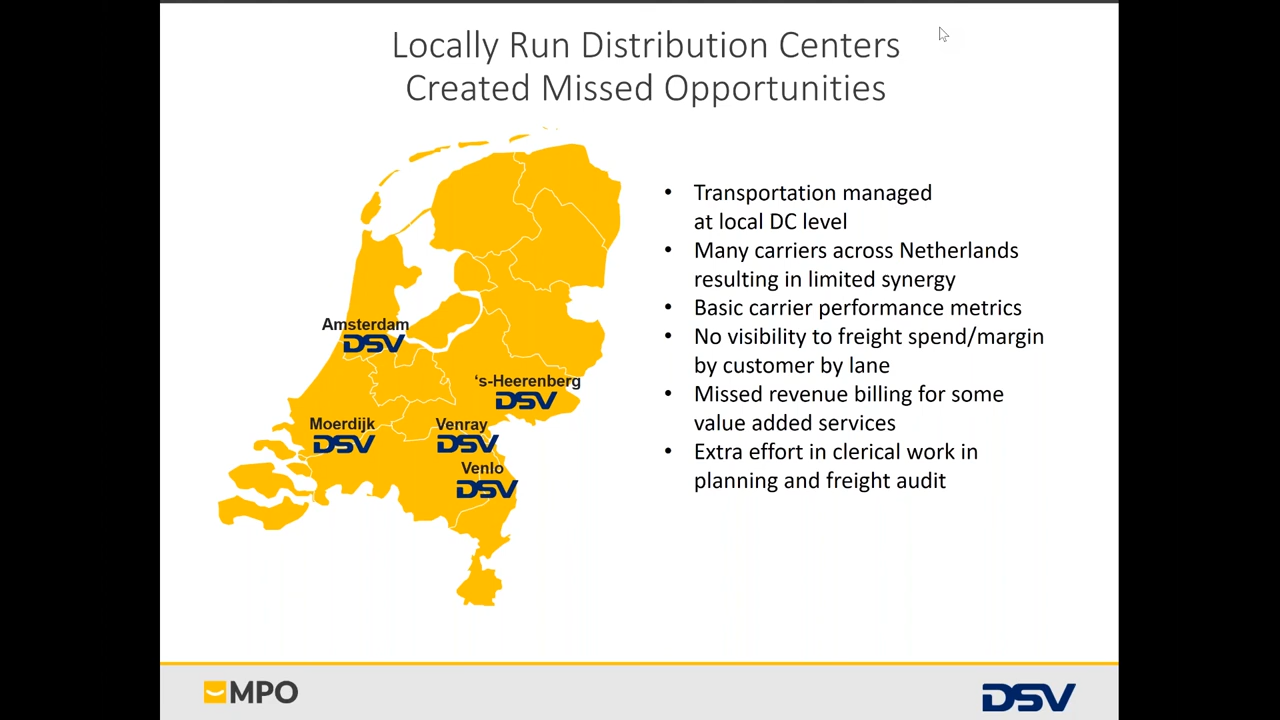 Locally Run Distribution Centers
Created Missed Opportunities
Amsterdam
DSV
‘s-Heerenberg
DSV
Moerdijk
DSV
Venray
DSV
Venlo
DSV
• Transportation managed
at local DC level
• Many carriers across Netherlands
resulting in limited synergy
• Basic carrier performance metrics
• No visibility to freight spend/margin
by customer by lane
• Missed revenue billing for some
value added services
• Extra effort in clerical work in
planning and freight audit
MPO
DSV